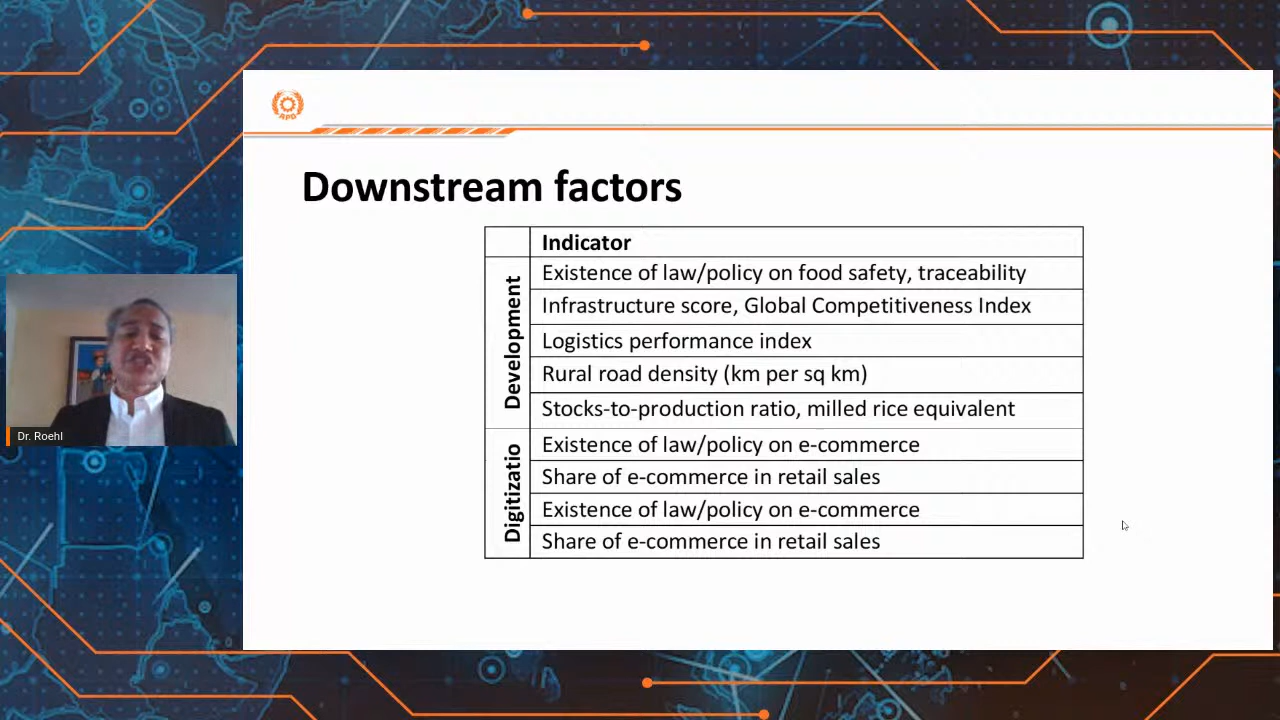 APO
Downstream factors
Indicator
Development
Existence of law/policy on food safety, traceability
Infrastructure score, Global Competitiveness Index
Logistics performance index
Rural road density (km per sq km)
Stocks-to-production ratio, milled rice equivalent
Digitizatio
Existence of law/policy on e-commerce
Share of e-commerce in retail sales
Existence of law/policy on e-commerce
Share of e-commerce in retail sales
Dr. Roehl